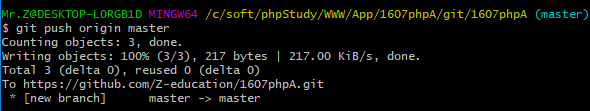 Mr.Z@DESKTOP-LORGB1D MINGW64 /c/soft/phpStudy/WWW/App/1607phpA/git/1607phpA (master)
$ git push origin master
Counting objects: 3, done.
Writing objects: 100% (3/3), 217 bytes | 217.00 KiB/s, done.
Total 3 (delta 0), reused 0 (delta 0)
To https://github.com/Z-education/1607phpA.git
 * [new branch]      master -> master